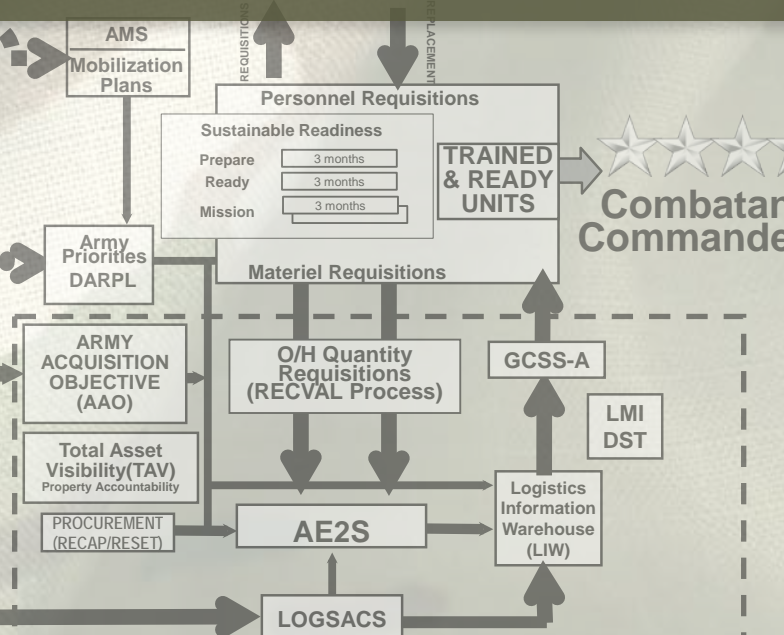 AMS
Mobilization
Plans
REQUISITIONS
REPLACEMENT
Personnel Requisitions
Sustainable Readiness
Prepare
3 months
Ready
3 months
Mission
3 months
TRAINED
& READY
UNITS
Combatan
Commande
Army
Priorities
DARPL
Materiel Requisitions
ARMY
ACQUISITION
OBJECTIVE
(AAO)
O/H Quantity
Requisitions
(RECVAL Process)
GCSS-A
LMI
DST
Total Asset
Visibility(TAV)
Property Accountability
Logistics
Information
Warehouse
(LIW)
PROCUREMENT
(RECAP/RESET)
AE2S
LOGSACS